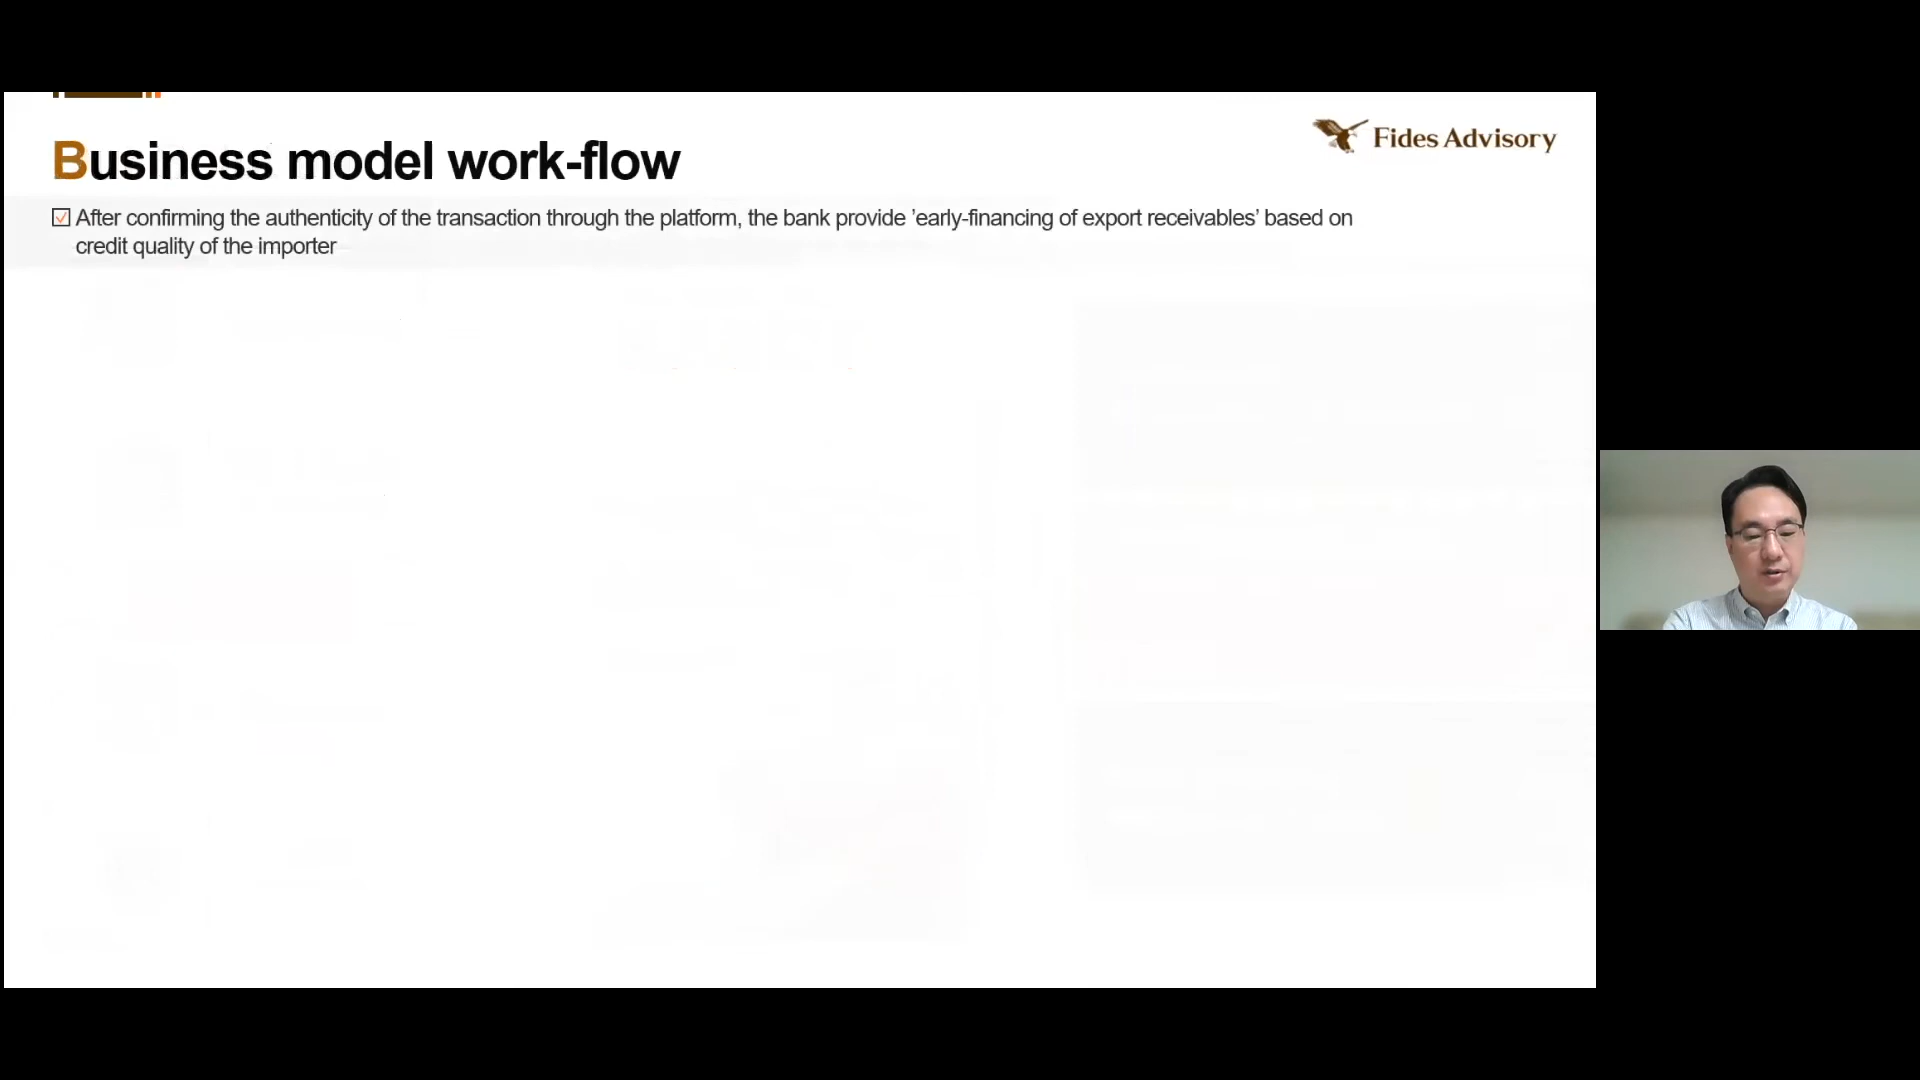 Fides Advisory
Business model work-flow
After confirming the authenticity of the transaction through the platform, the bank provide ’early-financing of export receivables’ based on
credit quality of the importer